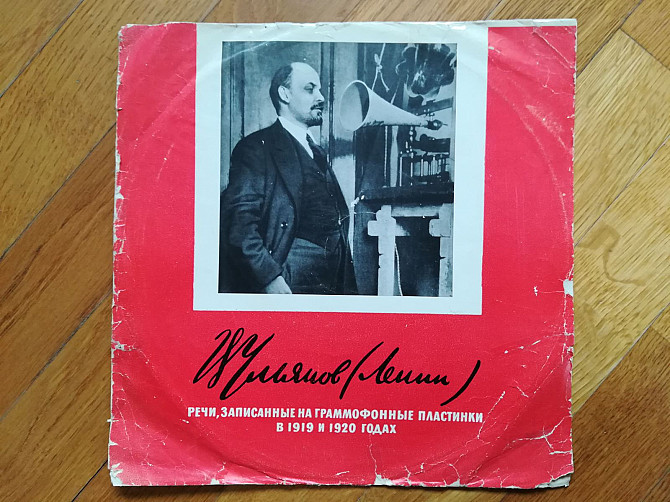 В Ульянов (Ленин)
РЕЧИ, ЗАПИСАННЫЕ НА ГРАММОФОННЫЕ ПЛАСТИНКИ
В 1919 И 1920 ГОДАХ